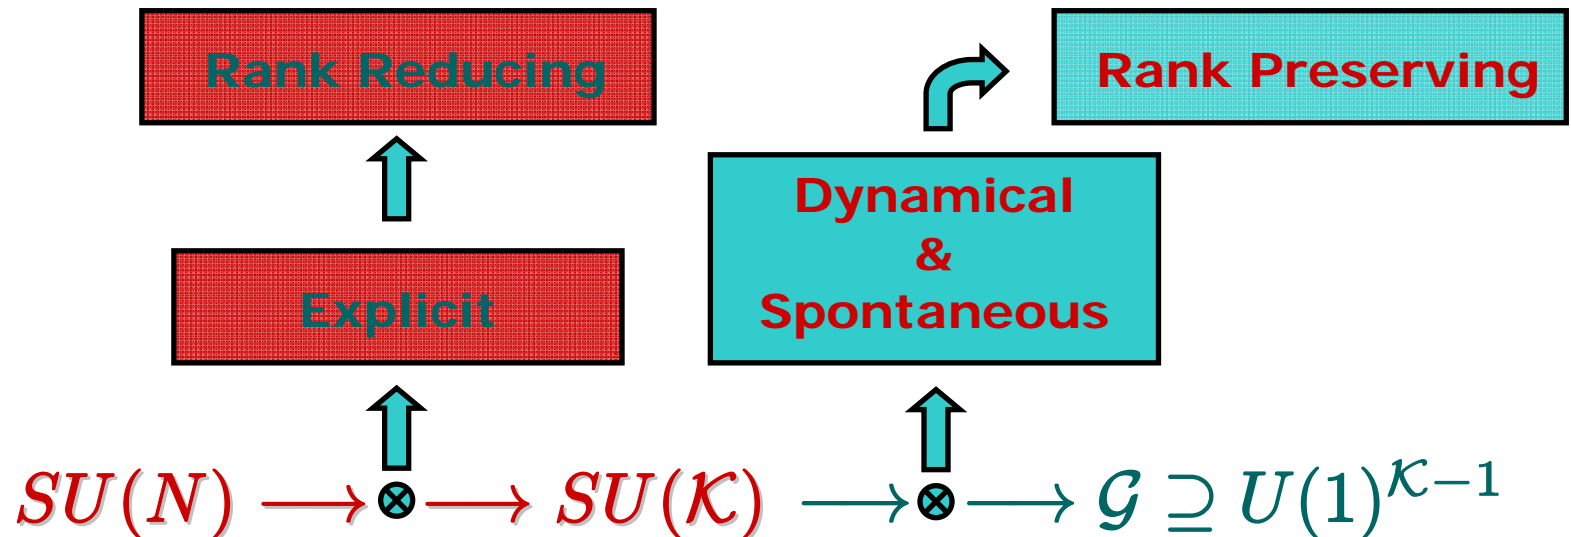 Rank Reducing
Rank Preserving
Explicit
Dynamical
&
Spontaneous
SU(N) ⟶ ⊗ ⟶ SU(𝒦) ⟶ ⊗ ⟶ 𝒢 ⊇ U(1)^{𝒦−1}